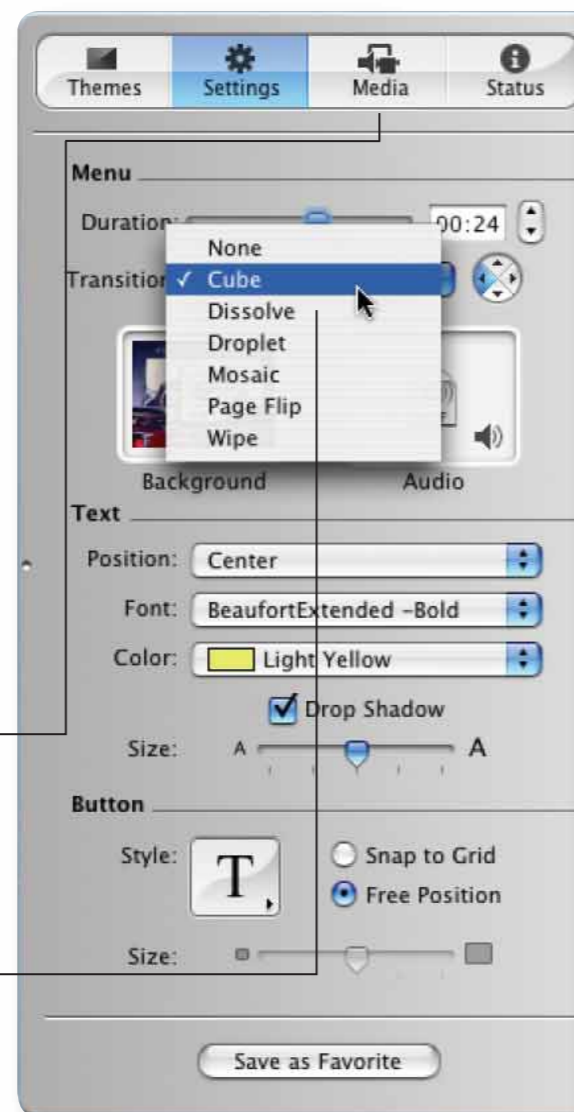 Themes Settings Media Status
Menu
Duration: 00:24
None
Transition ✓ Cube
Dissolve
Droplet
Mosaic
Page Flip
Wipe
Background Audio
Text
Position: Center
Font: BeaufortExtended –Bold
Color: Light Yellow
Drop Shadow
Size: A A
Button
Style: T Snap to Grid
Free Position
Size:
Save as Favorite